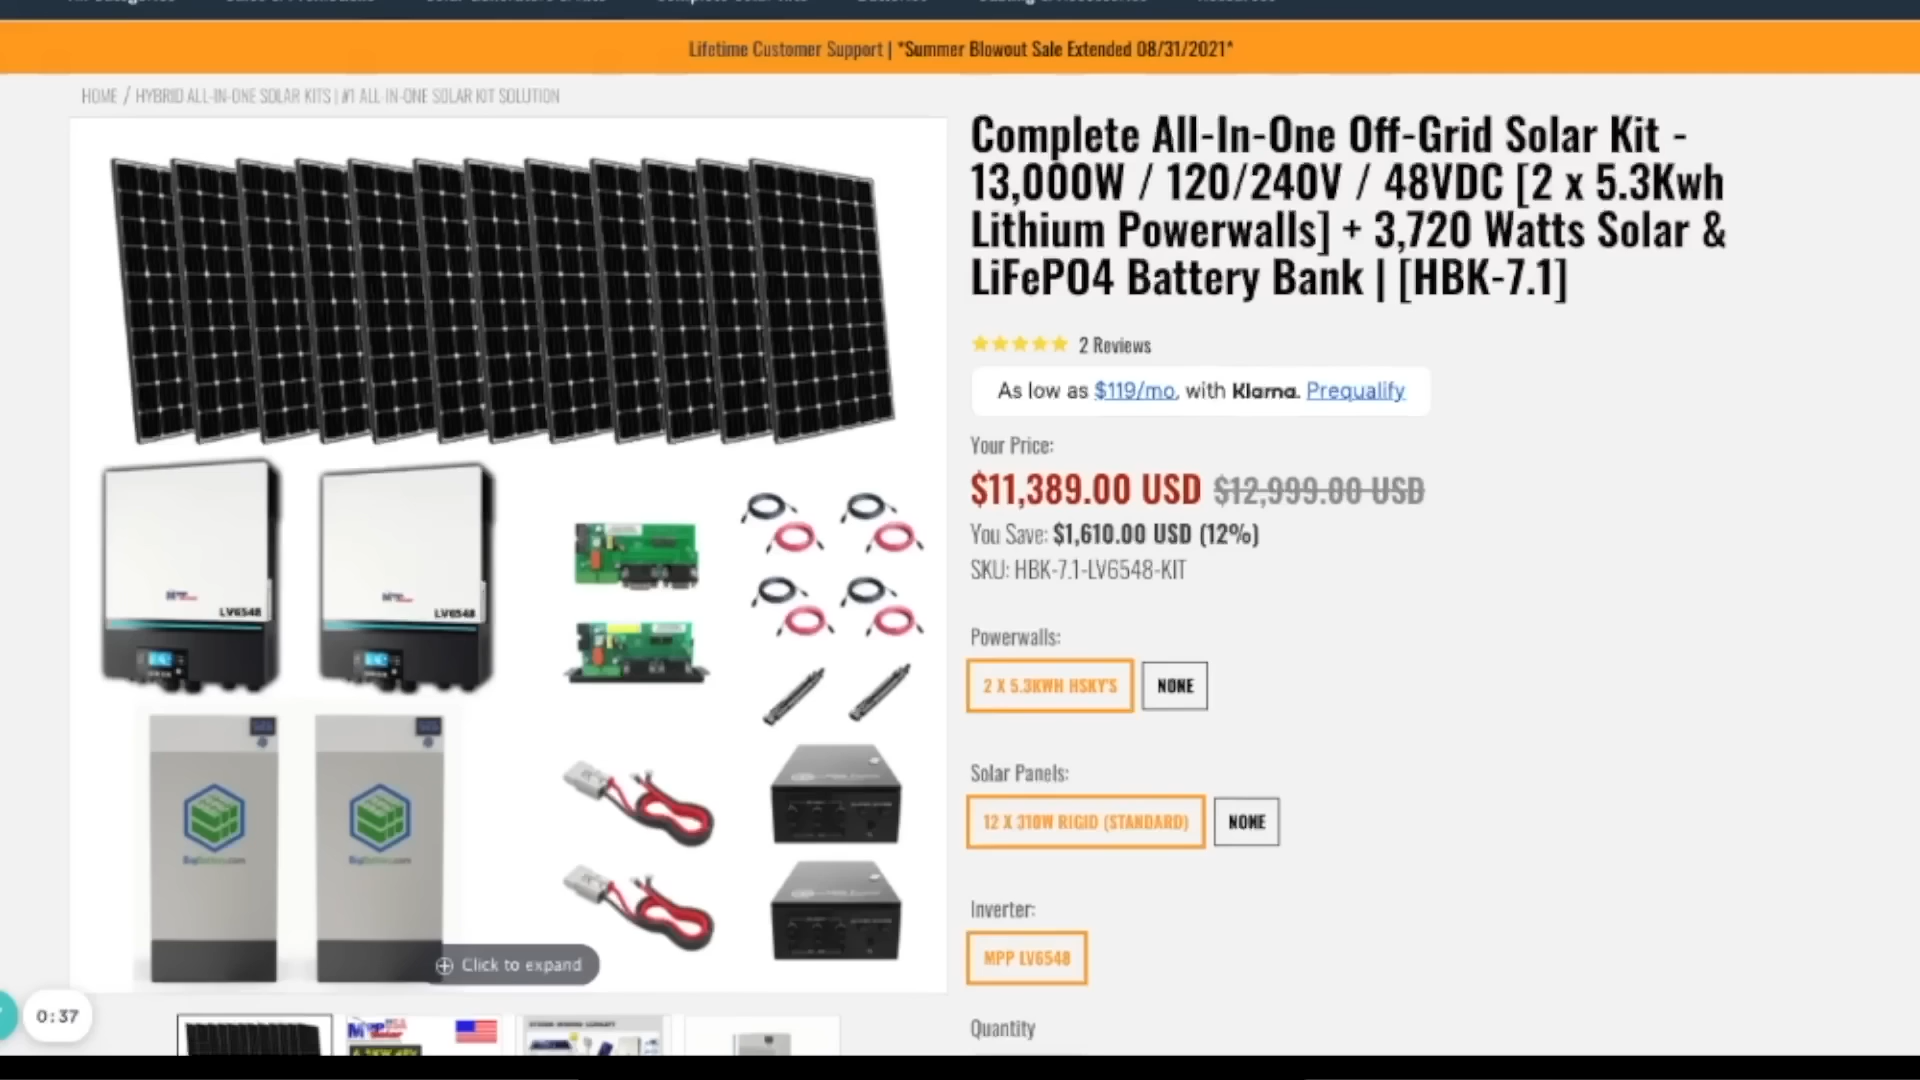 Lifetime Customer Support | *Summer Blowout Sale Extended 08/31/2021*
HOME / HYBRID ALL-IN-ONE SOLAR KITS | #1 ALL-IN-ONE SOLAR KIT SOLUTION
Complete All-In-One Off-Grid Solar Kit -
13,000W / 120/240V / 48VDC [2 x 5.3Kwh
Lithium Powerwalls] + 3,720 Watts Solar &
LiFePO4 Battery Bank | [HBK-7.1]
2 Reviews
As low as $119/mo, with Klarna. Prequalify
Your Price:
$11,389.00 USD $12,999.00 USD
You Save: $1,610.00 USD (12%)
SKU: HBK-7.1-LV6548-KIT
Powerwalls:
2 X 5.3KWH HSKY'S NONE
Solar Panels:
12 X 310W RIGID (STANDARD) NONE
Inverter:
MPP LV6548
Quantity
LV6548
LV6548
Click to expand
0:37